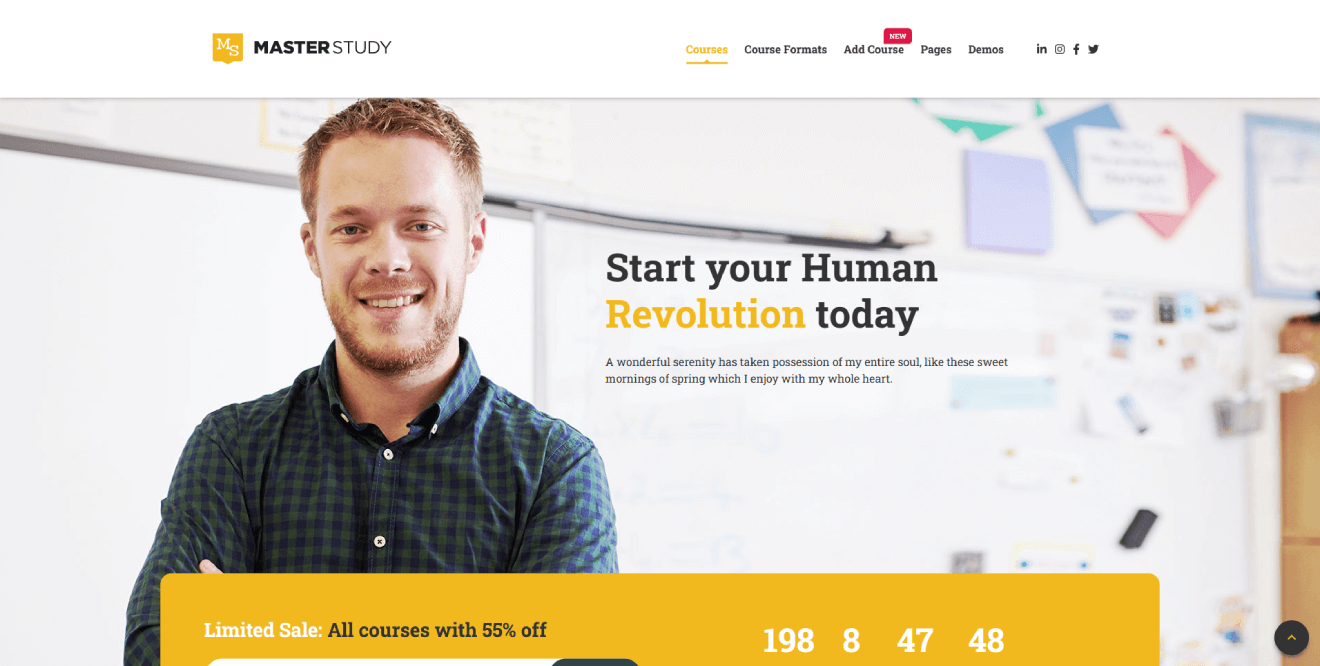 MS
MASTERSTUDY
Courses
Course Formats
Add Course
NEW
Pages
Demos
Start your Human
Revolution today
A wonderful serenity has taken possession of my entire soul, like these sweet
mornings of spring which I enjoy with my whole heart.
Limited Sale: All courses with 55% off
198 8 47 48